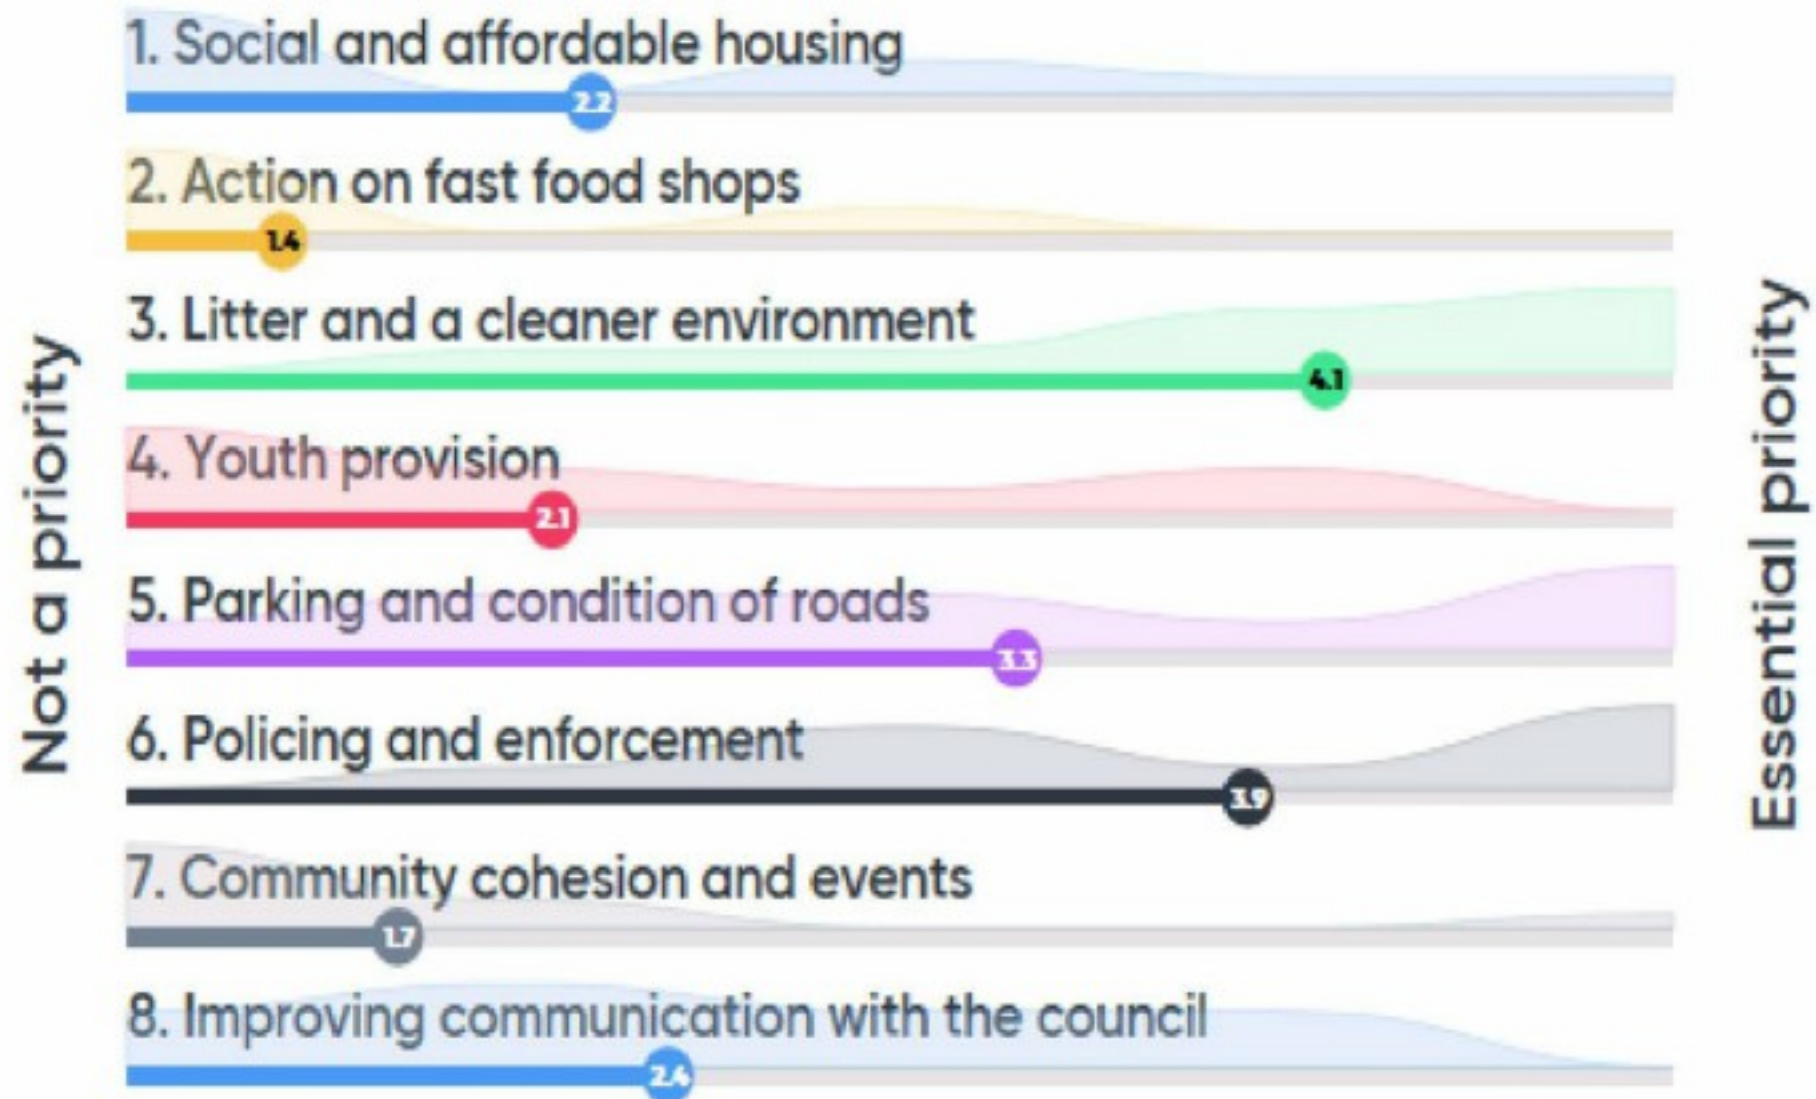 Not a priority
1. Social and affordable housing
2.2
2. Action on fast food shops
1.4
3. Litter and a cleaner environment
4.1
4. Youth provision
2.1
5. Parking and condition of roads
3.3
6. Policing and enforcement
3.9
7. Community cohesion and events
1.7
8. Improving communication with the council
2.4
Essential priority